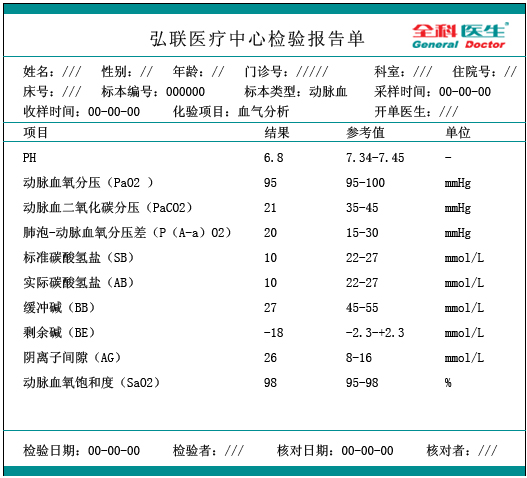 弘联医疗中心检验报告单
全科医生
General Doctor
姓名：/// 性别：// 年龄：// 门诊号：///// 科室：/// 住院号：//
床号：/// 标本编号：000000 标本类型：动脉血 采样时间：00-00-00
收样时间：00-00-00 化验项目：血气分析 开单医生：///
项目 结果 参考值 单位
PH 6.8 7.34-7.45 -
动脉血氧分压（PaO2 ） 95 95-100 mmHg
动脉血二氧化碳分压（PaCO2） 21 35-45 mmHg
肺泡-动脉血氧分压差（P（A-a）O2） 20 15-30 mmHg
标准碳酸氢盐（SB） 10 22-27 mmol/L
实际碳酸氢盐（AB） 10 22-27 mmol/L
缓冲碱（BB） 27 45-55 mmol/L
剩余碱（BE） -18 -2.3-+2.3 mmol/L
阴离子间隙（AG） 26 8-16 mmol/L
动脉血氧饱和度（SaO2） 98 95-98 %
检验日期：00-00-00 检验者：/// 核对日期：00-00-00 核对者：///